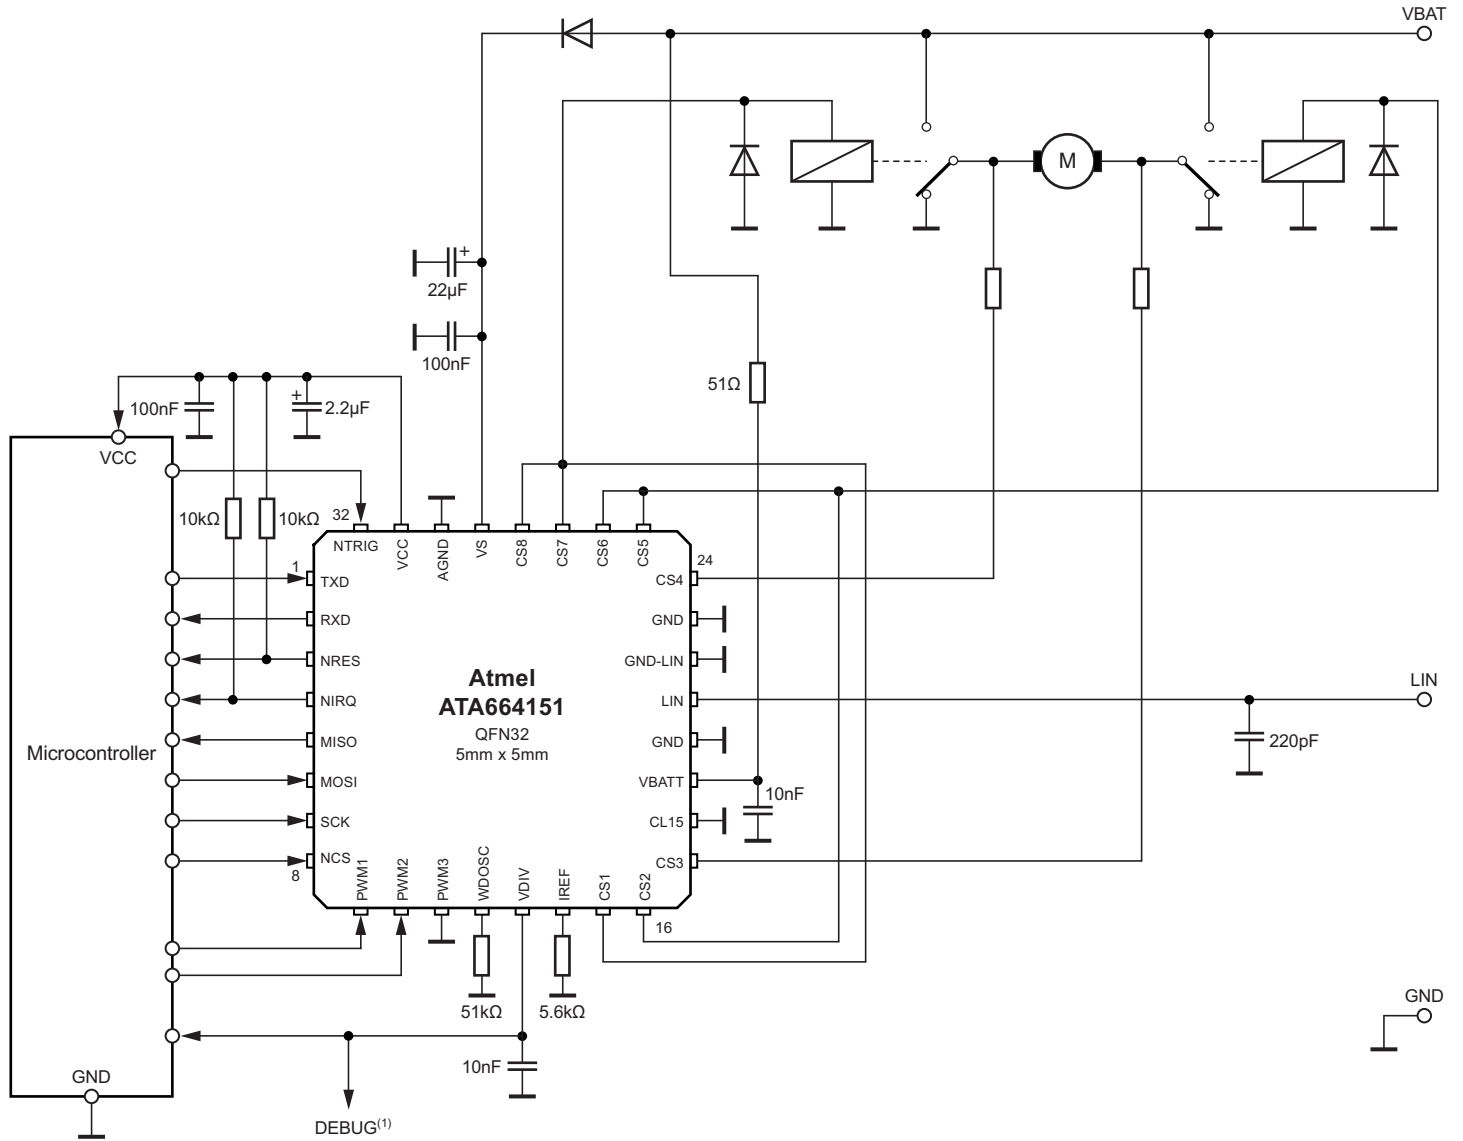 VBAT
M
+
22µF
100nF
51Ω
100nF
+
2.2µF
VCC
10kΩ
10kΩ
32
NTRIG
VCC
AGND
VS
CS8
CS7
CS6
CS5
24
1
TXD
RXD
NRES
NIRQ
MISO
MOSI
SCK
NCS
8
CS4
GND
GND-LIN
LIN
GND
VBATT
CL15
CS3
Atmel
ATA664151
QFN32
5mm x 5mm
Microcontroller
LIN
220pF
10nF
PWM1
PWM2
PWM3
WDOSC
VDIV
IREF
CS1
CS2
16
51kΩ
5.6kΩ
10nF
GND
GND
DEBUG(1)